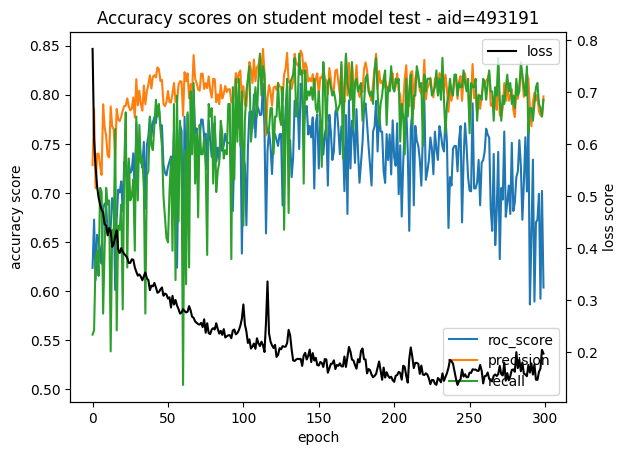 Accuracy scores on student model test - aid=493191
accuracy score
0.85
0.80
0.75
0.70
0.65
0.60
0.55
0.50
loss
0.8
0.7
0.6
0.5
0.4
0.3
0.2
loss score
roc_score
precision
recall
0
50
100
150
200
250
300
epoch